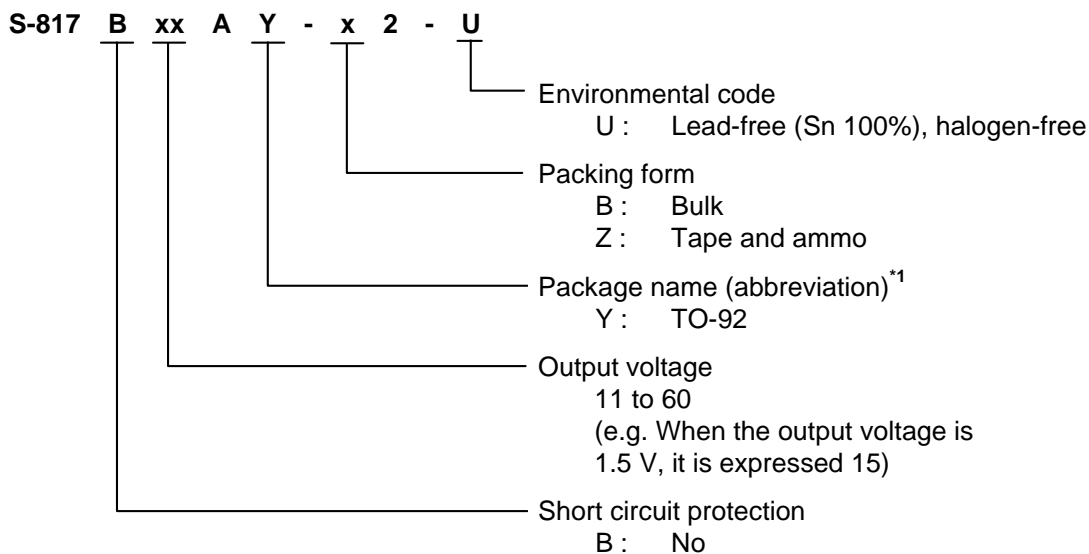 S-817 B xx A Y - x 2 - U
Environmental code
U : Lead-free (Sn 100%), halogen-free
Packing form
B : Bulk
Z : Tape and ammo
Package name (abbreviation)*1
Y : TO-92
Output voltage
11 to 60
(e.g. When the output voltage is
1.5 V, it is expressed 15)
Short circuit protection
B : No